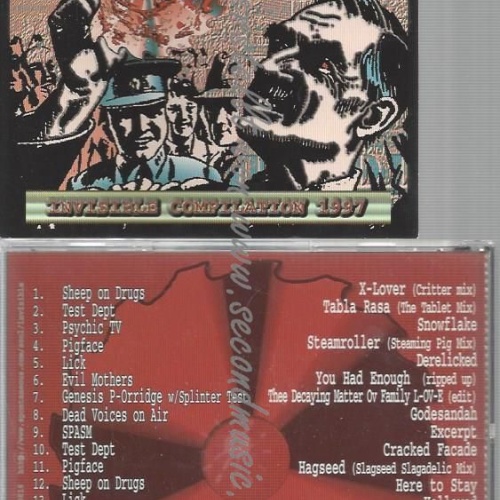 INVISIBLE COMPILATION 1997
1. Sheep on Drugs X-Lover (Critter mix)
2. Test Dept Tabla Rasa (The Tablet Mix)
3. Psychic TV Snowflake
4. Pigface Steamroller (Steaming Pig Mix)
5. Lick Derelicked
6. Evil Mothers You Had Enough (ripped up)
7. Genesis P-Orridge w/Splinter Test Thee Decaying Matter Ov Family L-OV-E (edit)
8. Dead Voices on Air Godesandah
9. SPASM Excerpt
10. Test Dept Cracked Facade
11. Pigface Hagseed (Slagseed Slagadelic Mix)
12. Sheep on Drugs Here to Stay
13. Lick
www.secondmusic.